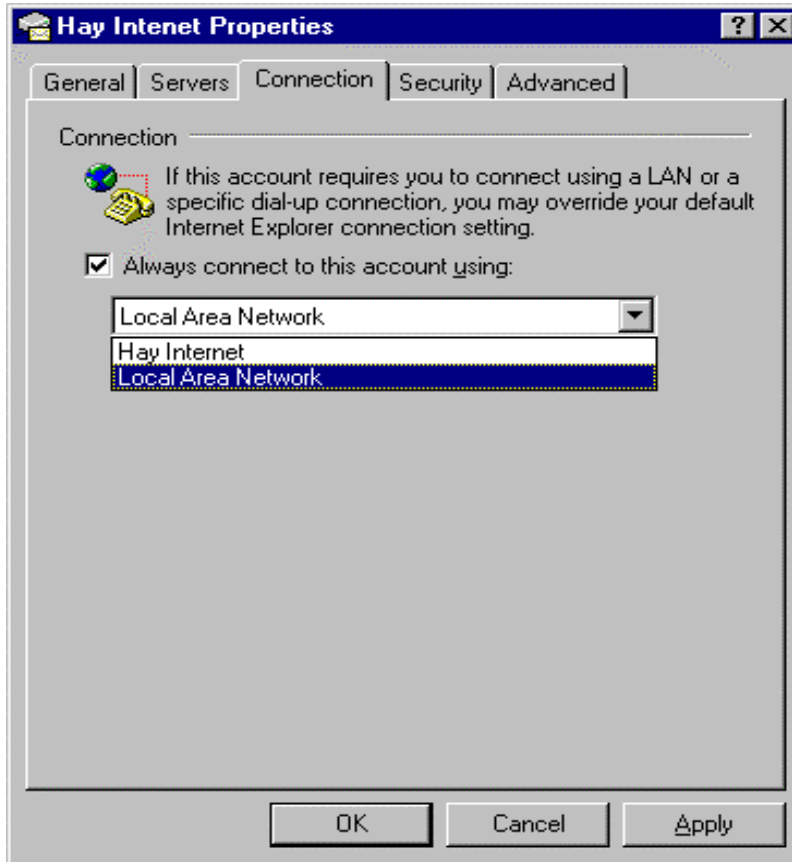 Hay Intenet Properties ? X
General Servers Connection Security Advanced
Connection
If this account requires you to connect using a LAN or a
specific dial-up connection, you may override your default
Internet Explorer connection setting.
Always connect to this account using:
Local Area Network
Hay Internet
Local Area Network
OK Cancel Apply